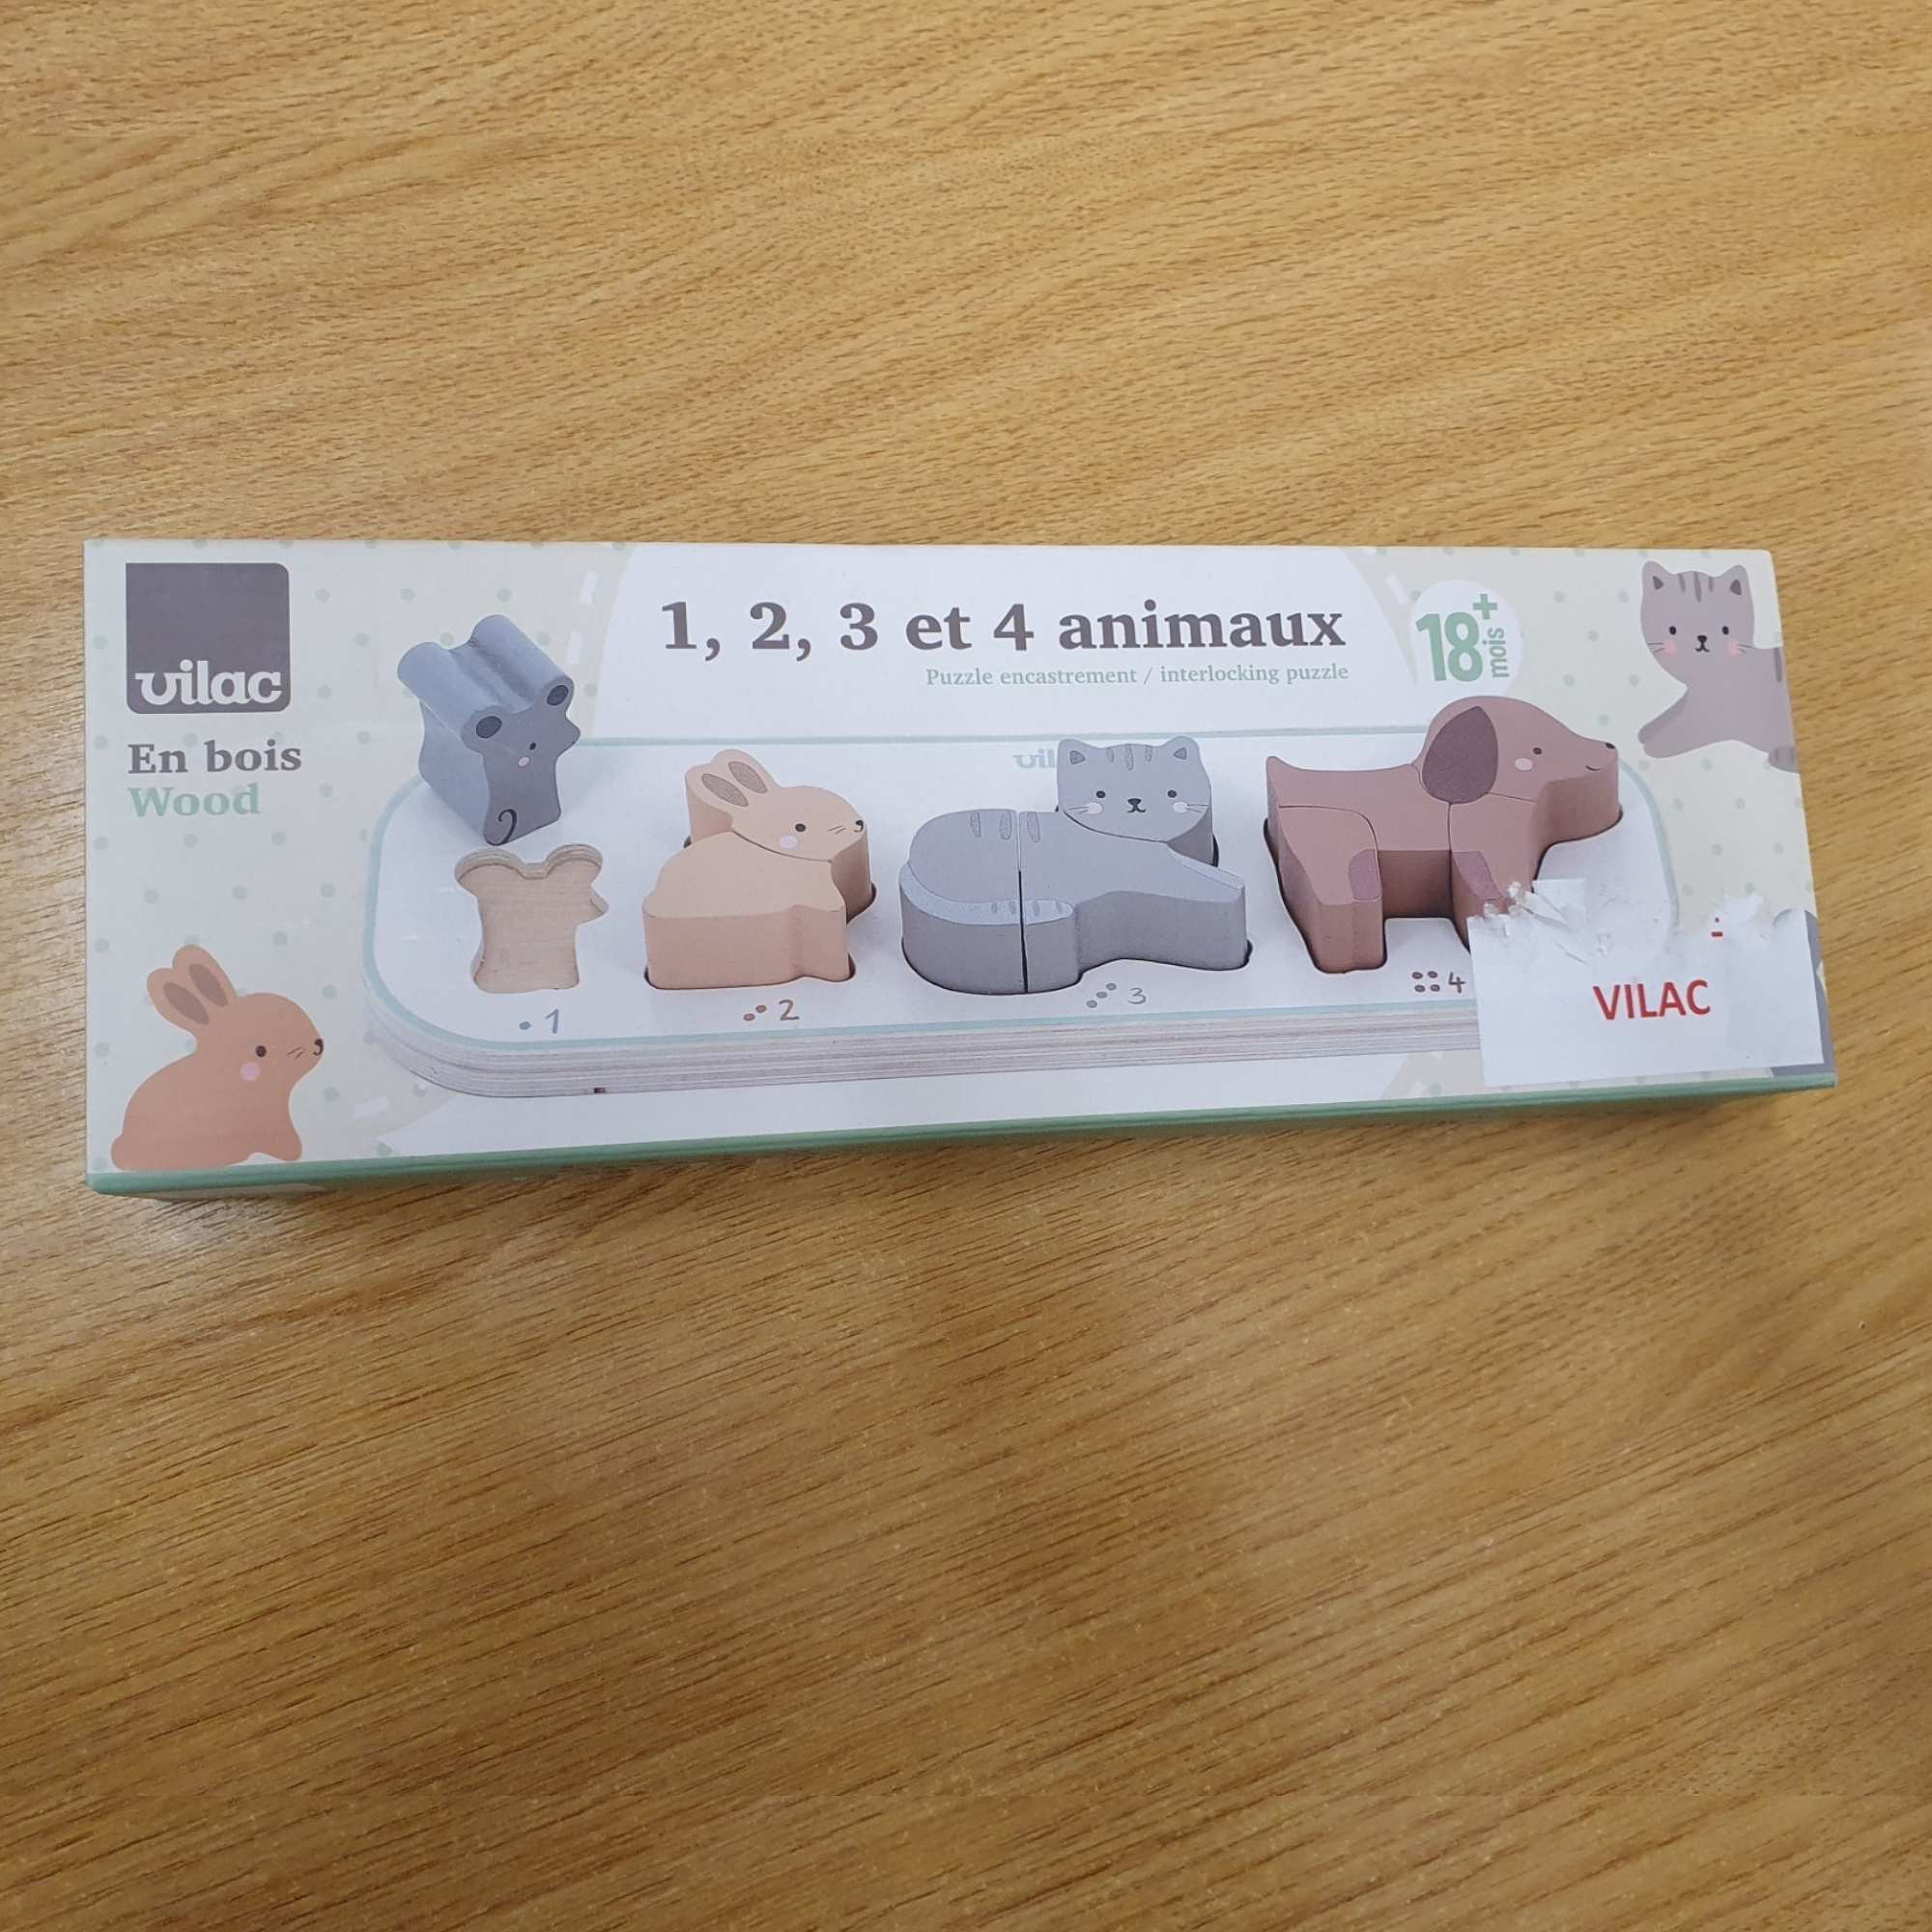 vilac
En bois
Wood
1, 2, 3 et 4 animaux
Puzzle encastrement / interlocking puzzle
18+
mois
vil
1
2
3
4
VILAC